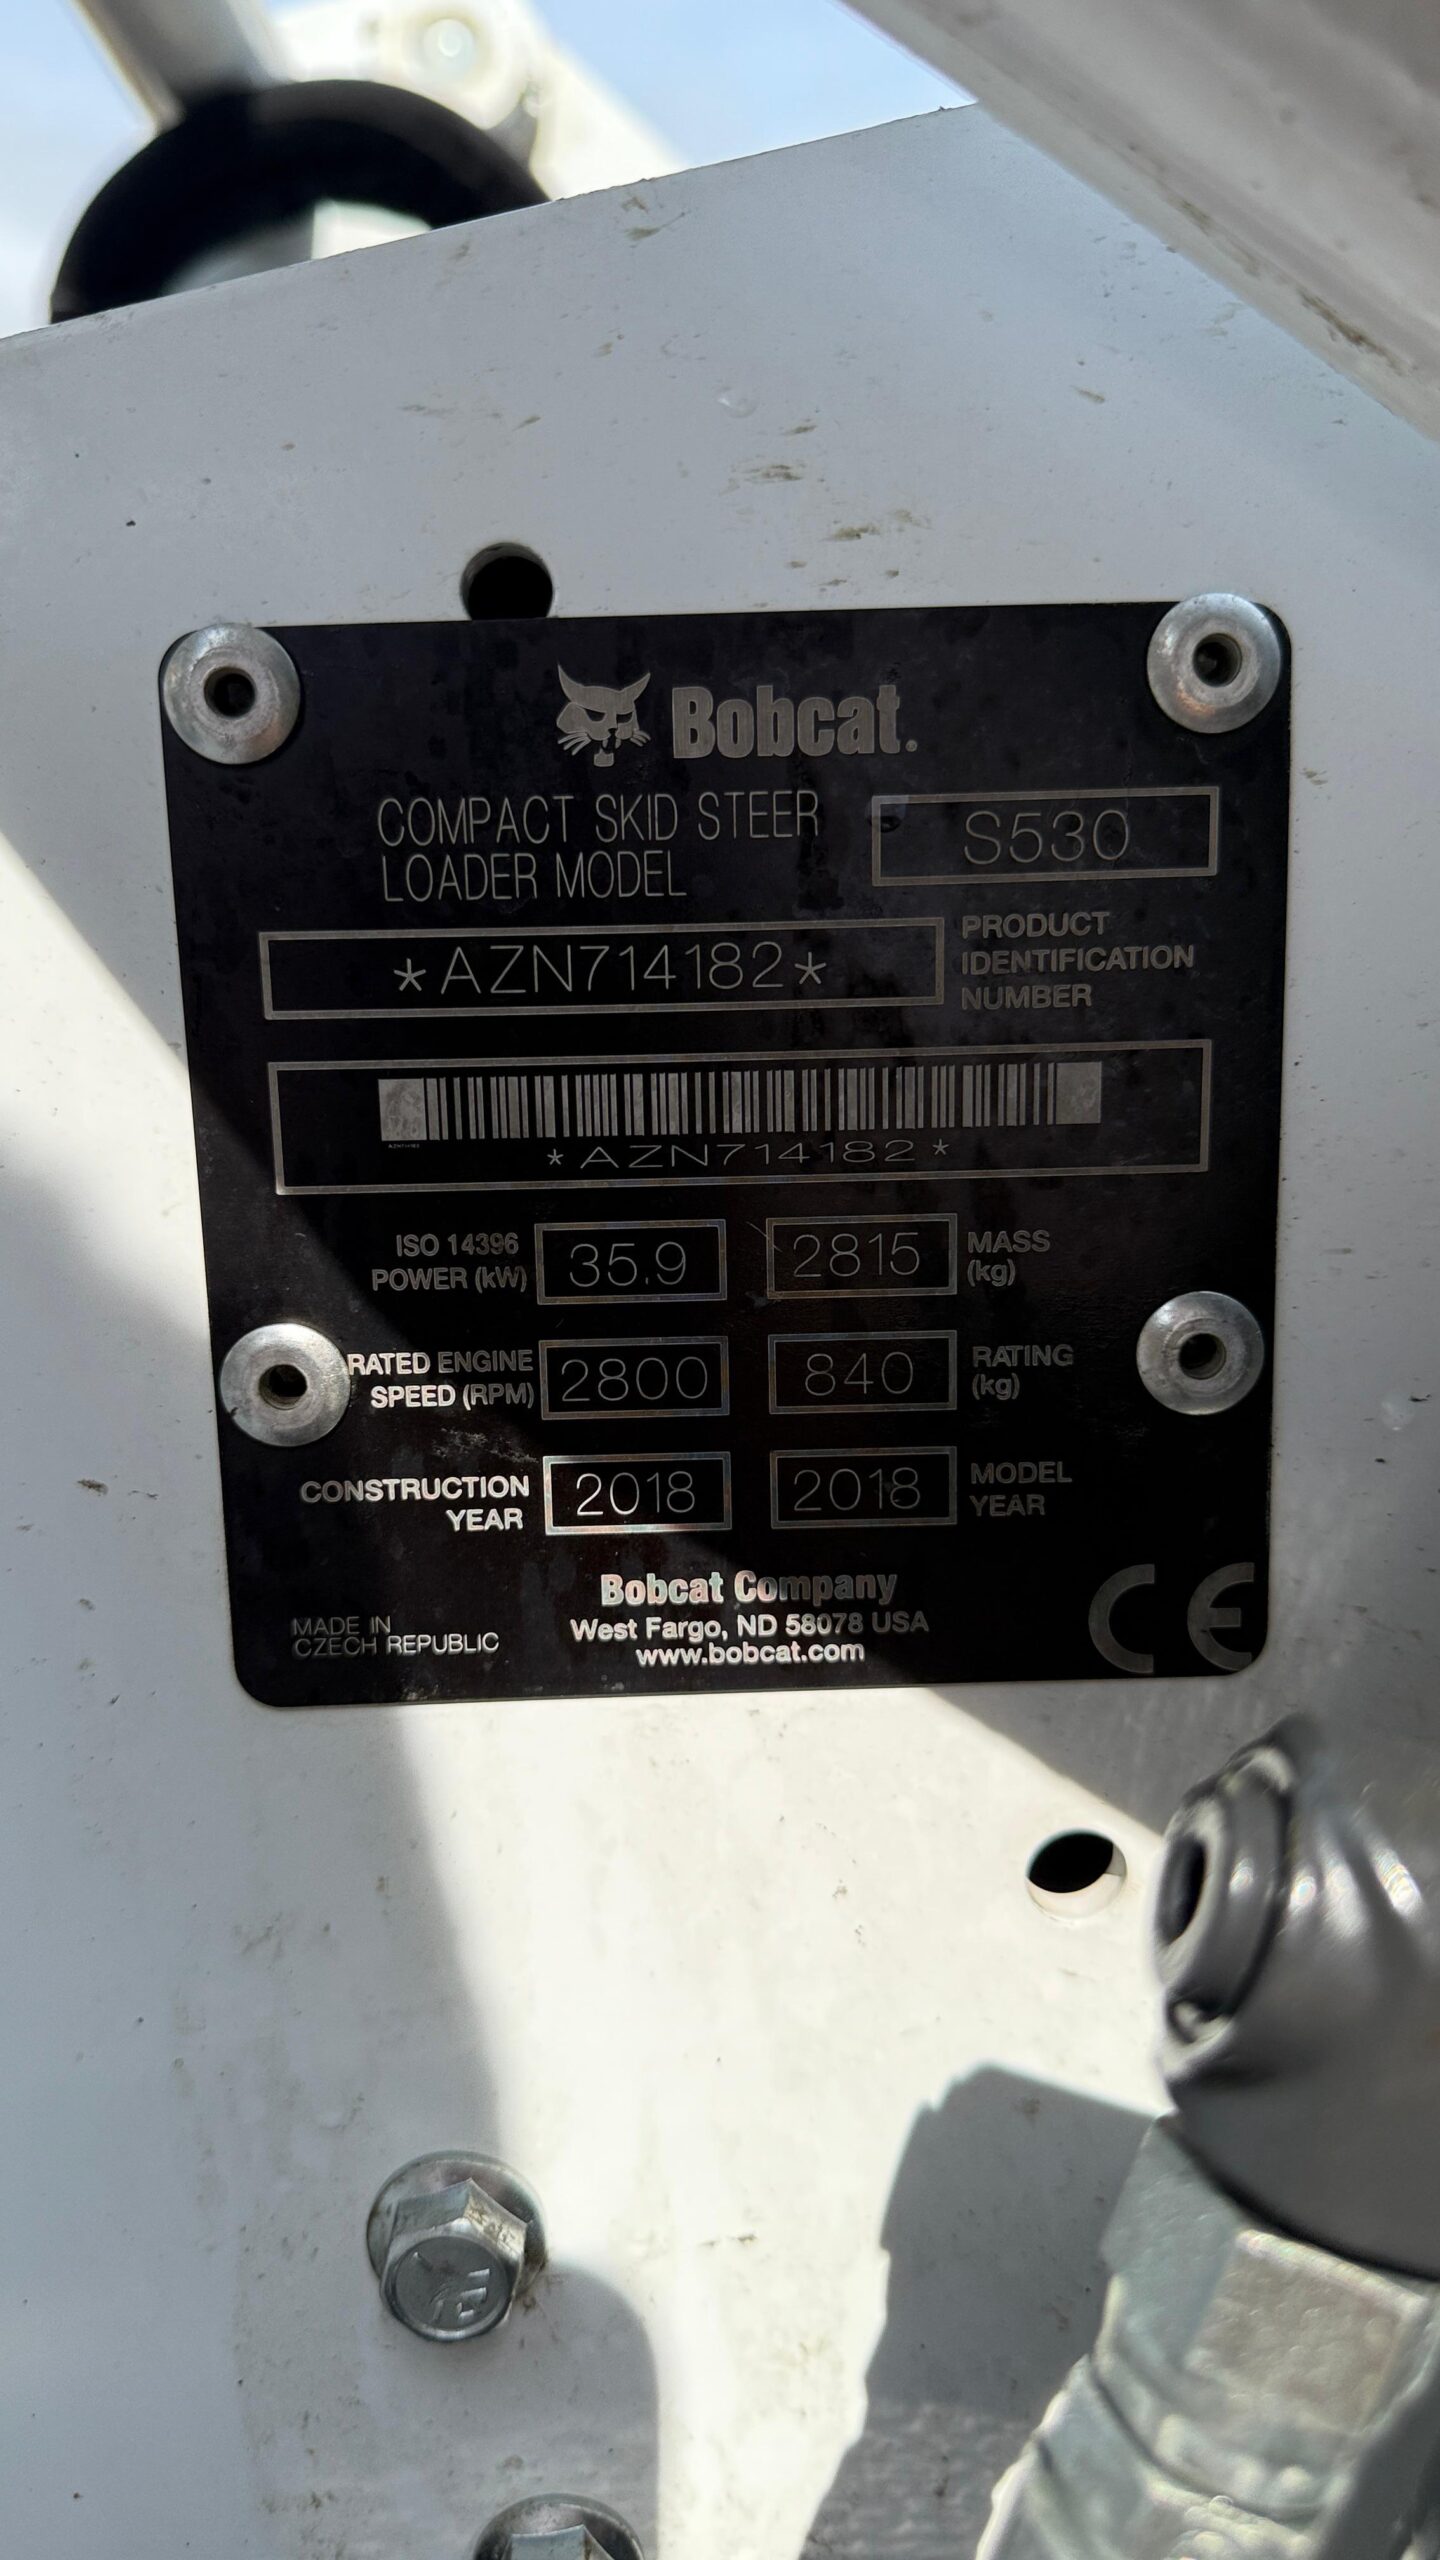 Bobcat.
COMPACT SKID STEER
LOADER MODEL
S530
*AZN714182*
PRODUCT
IDENTIFICATION
NUMBER
*AZN714182*
ISO 14396
POWER (kW)
35.9
2815
MASS
(kg)
RATED ENGINE
SPEED (RPM)
2800
840
RATING
(kg)
CONSTRUCTION
YEAR
2018
2018
MODEL
YEAR
MADE IN
CZECH REPUBLIC
Bobcat Company
West Fargo, ND 58078 USA
www.bobcat.com
CE